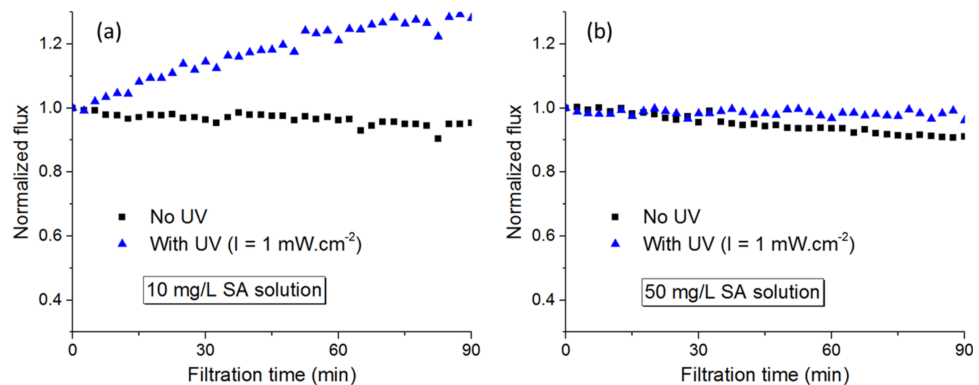 (a)
1.2
1.0
0.8
0.6
0.4
Normalized flux
No UV
With UV (I = 1 mW.cm⁻²)
10 mg/L SA solution
0
30
60
90
Filtration time (min)
(b)
1.2
1.0
0.8
0.6
0.4
Normalized flux
No UV
With UV (I = 1 mW.cm⁻²)
50 mg/L SA solution
0
30
60
90
Filtration time (min)